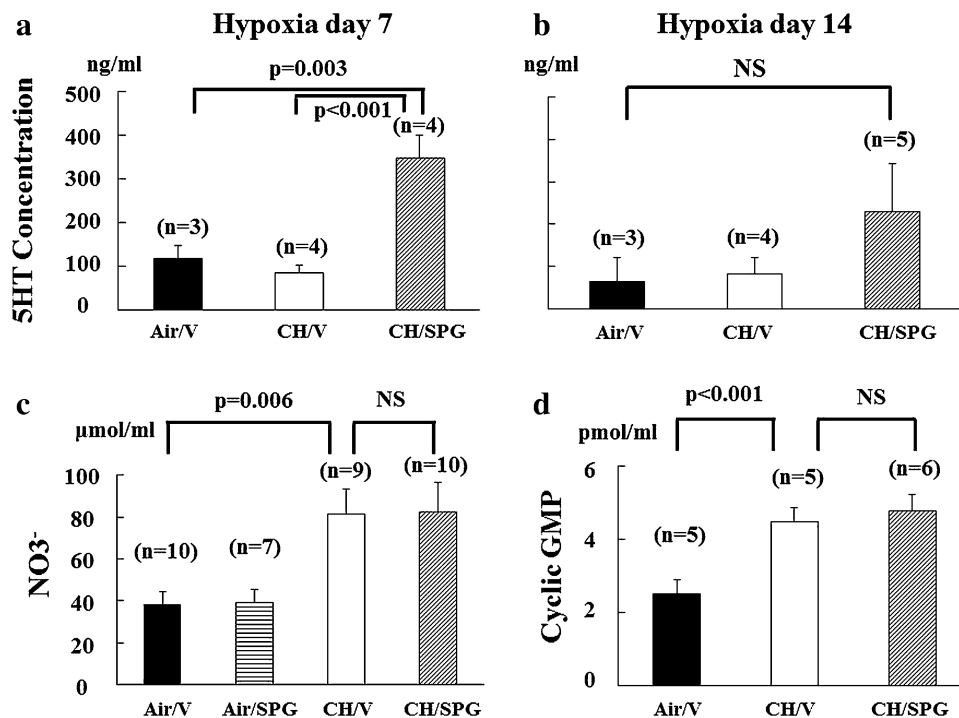 a
Hypoxia day 7
b
Hypoxia day 14
ng/ml
p=0.003
ng/ml
NS
5HT Concentration
500
400
300
200
100
0
p<0.001
(n=4)
(n=5)
(n=3)
(n=4)
(n=3)
(n=4)
Air/V
CH/V
CH/SPG
Air/V
CH/V
CH/SPG
c
p=0.006
NS
d
p<0.001
NS
µmol/ml
pmol/ml
NO3-
100
80
60
40
20
0
(n=10)
(n=7)
(n=9)
(n=10)
Cyclic GMP
6
4
2
0
(n=5)
(n=5)
(n=6)
Air/V
Air/SPG
CH/V
CH/SPG
Air/V
CH/V
CH/SPG